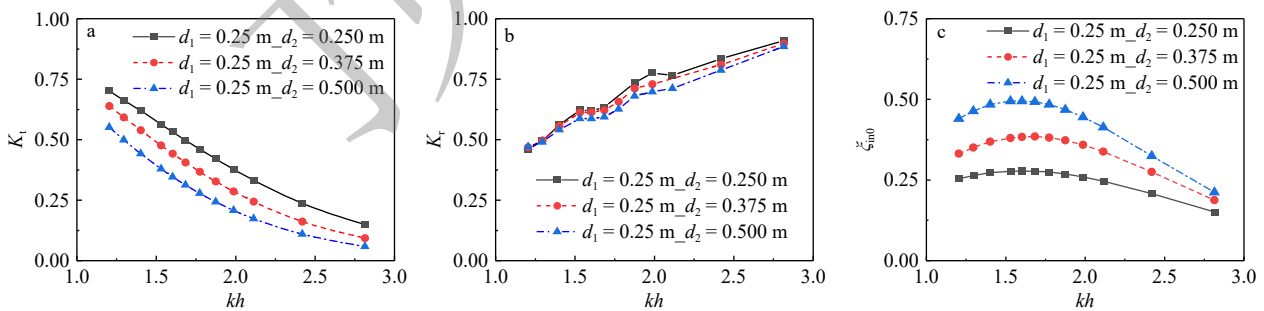 a
d₁ = 0.25 m_d₂ = 0.250 m
d₁ = 0.25 m_d₂ = 0.375 m
d₁ = 0.25 m_d₂ = 0.500 m
1.00
0.75
0.50
0.25
0.00
Kₜ
1.0 1.5 2.0 2.5 3.0
kh
b
1.00
0.75
0.50
0.25
0.00
Kᵣ
d₁ = 0.25 m_d₂ = 0.250 m
d₁ = 0.25 m_d₂ = 0.375 m
d₁ = 0.25 m_d₂ = 0.500 m
1.0 1.5 2.0 2.5 3.0
kh
c
d₁ = 0.25 m_d₂ = 0.250 m
d₁ = 0.25 m_d₂ = 0.375 m
d₁ = 0.25 m_d₂ = 0.500 m
0.75
0.50
0.25
0.00
ξin0
1.0 1.5 2.0 2.5 3.0
kh